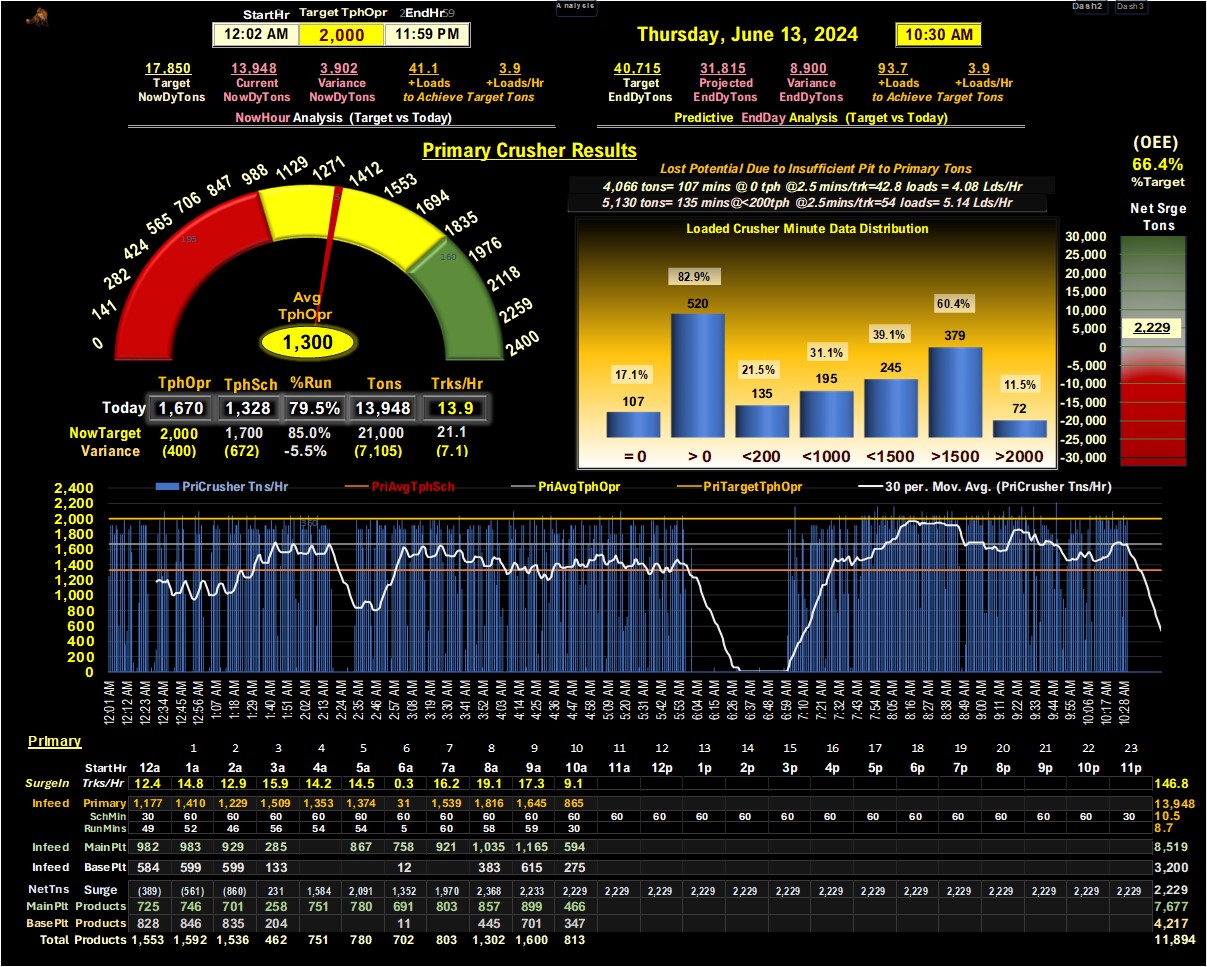 Analysis
Dash2 Dash3
StartHr Target TphOpr EndHr
12:02 AM 2,000 11:59 PM
Thursday, June 13, 2024 10:30 AM
17,850 13,948 3,902 41.1 3.9
Target Current Variance +Loads +Loads/Hr
NowDyTons NowDyTons NowDyTons to Achieve Target Tons
NowHour Analysis (Target vs Today)
40,715 31,815 8,900 93.7 3.9
Target Projected Variance +Loads +Loads/Hr
EndDyTons EndDyTons EndDyTons to Achieve Target Tons
Predictive EndDay Analysis (Target vs Today)
Primary Crusher Results
0 141 282 424 565 706 847 988 1129 1271 1412 1553 1694 1835 1976 2118 2259 2400
Avg
TphOpr
1,300
Lost Potential Due to Insufficient Pit to Primary Tons
4,066 tons= 107 mins @ 0 tph @2.5 mins/trk=42.8 loads = 4.08 Lds/Hr
5,130 tons= 135 mins@<200tph @2.5mins/trk=54 loads= 5.14 Lds/Hr
Loaded Crusher Minute Data Distribution
17.1% 82.9% 21.5% 31.1% 39.1% 60.4% 11.5%
107 520 135 195 245 379 72
= 0 > 0 <200 <1000 <1500 >1500 >2000
(OEE)
66.4%
%Target
Net Srge
Tons
30,000
25,000
20,000
15,000
10,000
5,000
0
-5,000
-10,000
-15,000
-20,000
-25,000
-30,000
2,229
TphOpr TphSch %Run Tons Trks/Hr
Today 1,670 1,328 79.5% 13,948 13.9
NowTarget 2,000 1,700 85.0% 21,000 21.1
Variance (400) (672) -5.5% (7,105) (7.1)
PriCrusher Tns/Hr PriAvgTphSch PriAvgTphOpr PriTargetTphOpr 30 per. Mov. Avg. (PriCrusher Tns/Hr)
2,400
2,200
2,000
1,800
1,600
1,400
1,200
1,000
800
600
400
200
0
12:01 AM 12:12 AM 12:23 AM 12:34 AM 12:45 AM 12:56 AM 1:07 AM 1:18 AM 1:29 AM 1:40 AM 1:51 AM 2:02 AM 2:13 AM 2:24 AM 2:35 AM 2:46 AM 2:57 AM 3:08 AM 3:19 AM 3:30 AM 3:41 AM 3:52 AM 4:03 AM 4:14 AM 4:25 AM 4:36 AM 4:47 AM 4:58 AM 5:09 AM 5:20 AM 5:31 AM 5:42 AM 5:53 AM 6:04 AM 6:15 AM 6:26 AM 6:37 AM 6:48 AM 6:59 AM 7:10 AM 7:21 AM 7:32 AM 7:43 AM 7:54 AM 8:05 AM 8:16 AM 8:27 AM 8:38 AM 8:49 AM 9:00 AM 9:11 AM 9:22 AM 9:33 AM 9:44 AM 9:55 AM 10:06 AM 10:17 AM 10:28 AM
Primary
1 2 3 4 5 6 7 8 9 10 11 12 13 14 15 16 17 18 19 20 21 22 23
StartHr 12a 1a 2a 3a 4a 5a 6a 7a 8a 9a 10a 11a 12p 1p 2p 3p 4p 5p 6p 7p 8p 9p 10p 11p
SurgeIn Trks/Hr 12.4 14.8 12.9 15.9 14.2 14.5 0.3 16.2 19.1 17.3 9.1 146.8
Infeed Primary 1,177 1,410 1,229 1,509 1,353 1,374 31 1,539 1,816 1,645 865 13,948
SchMin 30 60 60 60 60 60 60 60 60 60 60 60 60 60 60 60 60 60 60 60 60 60 60 30 10.5
RunMins 49 52 46 56 54 54 5 60 58 59 30 8.7
Infeed MainPlt 982 983 929 285 867 758 921 1,035 1,165 594 8,519
Infeed BasePlt 584 599 599 133 12 383 615 275 3,200
NetTns Surge (389) (561) (860) 231 1,584 2,091 1,352 1,970 2,368 2,233 2,229 2,229 2,229 2,229 2,229 2,229 2,229 2,229 2,229 2,229 2,229 2,229 2,229 2,229 2,229
MainPlt Products 725 746 701 258 751 780 691 803 857 899 466 7,677
BasePlt Products 828 846 835 204 11 445 701 347 4,217
Total Products 1,553 1,592 1,536 462 751 780 702 803 1,302 1,600 813 11,894